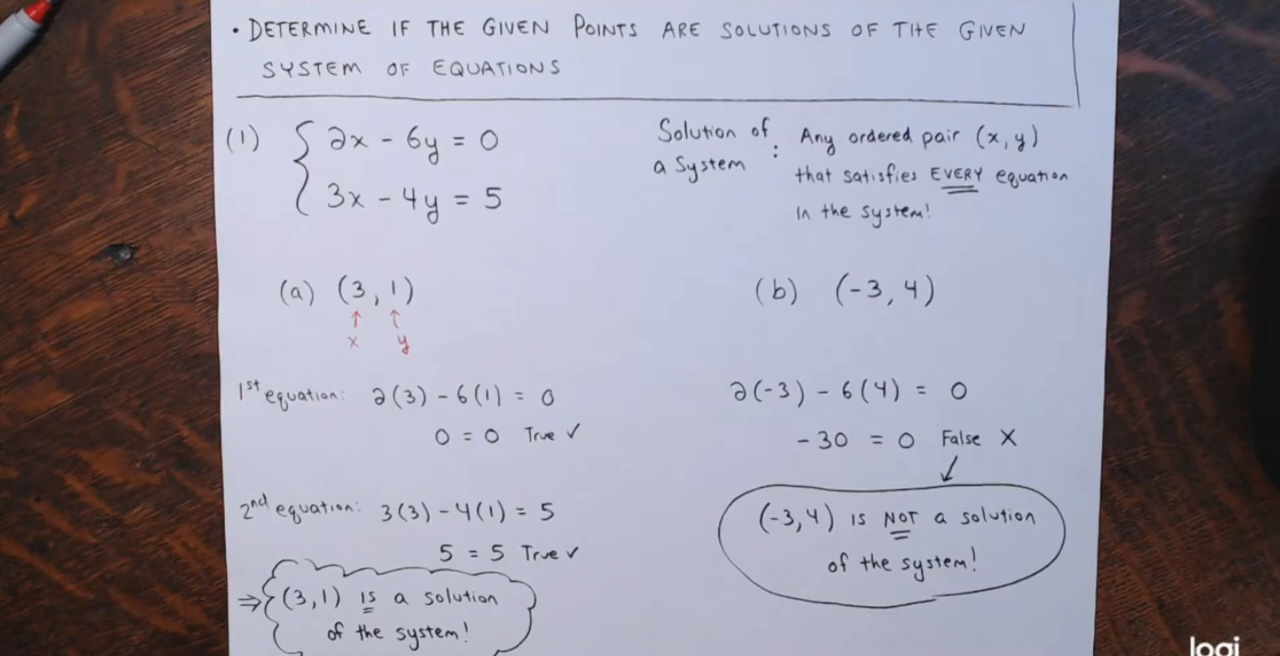 • DETERMINE IF THE GIVEN POINTS ARE SOLUTIONS OF THE GIVEN
SYSTEM OF EQUATIONS
(1) { 2x - 6y = 0
3x - 4y = 5
Solution of a System : Any ordered pair (x, y)
that satisfies EVERY equation
in the system!
(a) (3, 1)
↑ ↑
x y
1st equation: 2(3) - 6(1) = 0
0 = 0 True ✓
2nd equation: 3(3) - 4(1) = 5
5 = 5 True ✓
⇒ (3, 1) IS a solution
of the system!
(b) (-3, 4)
2(-3) - 6(4) = 0
-30 = 0 False X
(-3, 4) IS NOT a solution
of the system!
logi